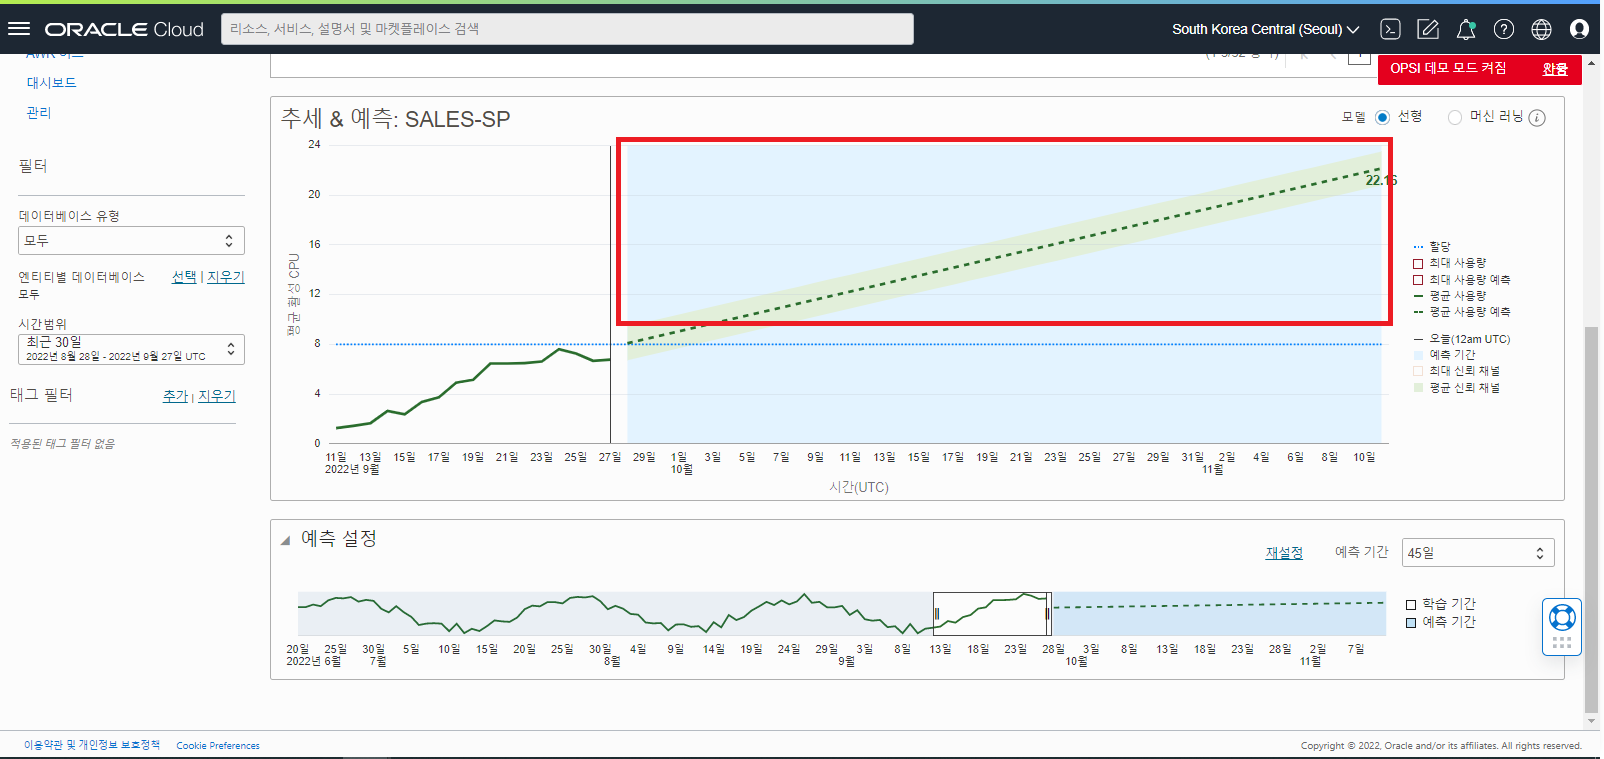 ORACLE Cloud
리소스, 서비스, 설명서 및 마켓플레이스 검색
South Korea Central (Seoul)
대시보드
관리
OPSI 데모 모드 켜짐
필터
데이터베이스 유형
모두
엔티티별 데이터베이스 선택 | 지우기
모두
시간범위
최근 30일
2022년 8월 28일 - 2022년 9월 27일 UTC
태그 필터 추가 | 지우기
적용된 태그 필터 없음
추세 & 예측: SALES-SP
모델 선형 머신 러닝
평균 활성 CPU
24
20
16
12
8
4
0
22.16
11일 13일 15일 17일 19일 21일 23일 25일 27일 29일 1일 3일 5일 7일 9일 11일 13일 15일 17일 19일 21일 23일 25일 27일 29일 31일 2일 4일 6일 8일 10일
2022년 9월 10월 11월
시간(UTC)
할당
최대 사용량
최대 사용량 예측
평균 사용량
평균 사용량 예측
오늘(12am UTC)
예측 기간
최대 신뢰 채널
평균 신뢰 채널
예측 설정
재설정 예측 기간 45일
20일 25일 30일 5일 10일 15일 20일 25일 30일 4일 9일 14일 19일 24일 29일 3일 8일 13일 18일 23일 28일 3일 8일 13일 18일 23일 28일 2일 7일
2022년 6월 7월 8월 9월 10월 11월
학습 기간
예측 기간
이용약관 및 개인정보 보호정책 Cookie Preferences
Copyright © 2022, Oracle and/or its affiliates. All rights reserved.